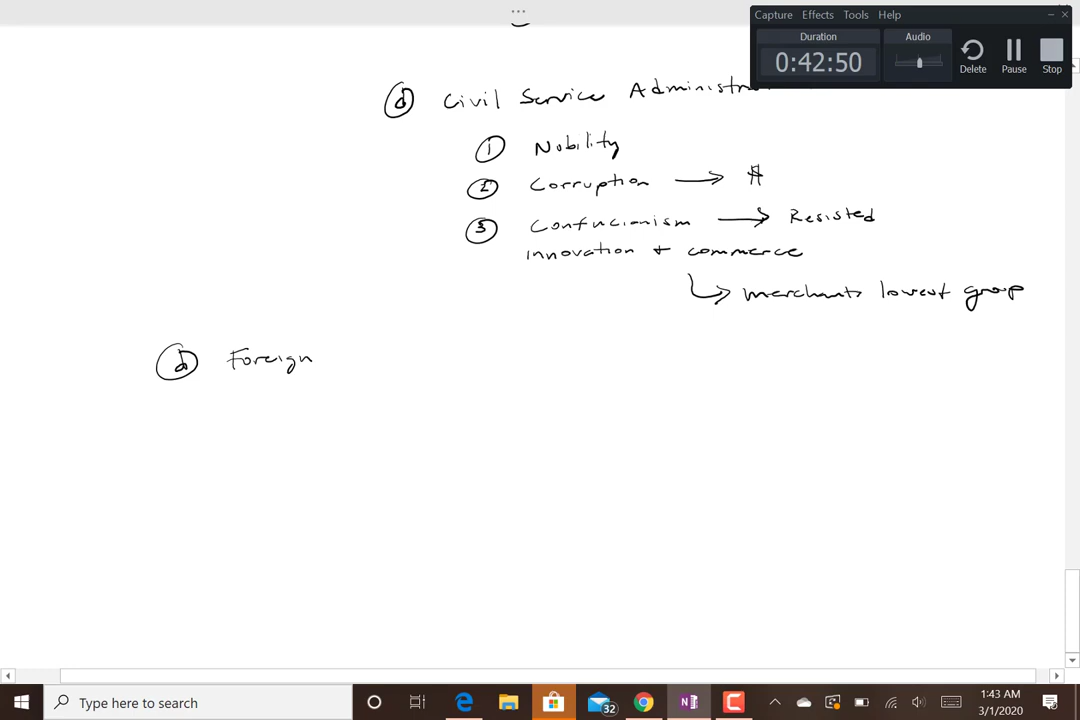 Capture Effects Tools Help
Duration Audio
0:42:50 Delete Pause Stop
ⓓ Civil Service
① Nobility
② Corruption → $
③ Confucianism → Resisted
innovation + commerce
↳ merchants lowest group
ⓓ Foreign
Type here to search
32
1:43 AM
3/1/2020